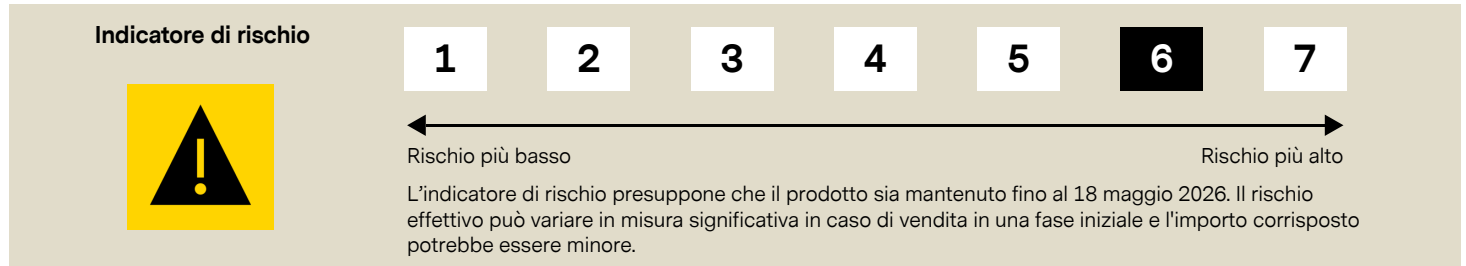 Indicatore di rischio
1 2 3 4 5 6 7
Rischio più basso Rischio più alto
L’indicatore di rischio presuppone che il prodotto sia mantenuto fino al 18 maggio 2026. Il rischio
effettivo può variare in misura significativa in caso di vendita in una fase iniziale e l'importo corrisposto
potrebbe essere minore.